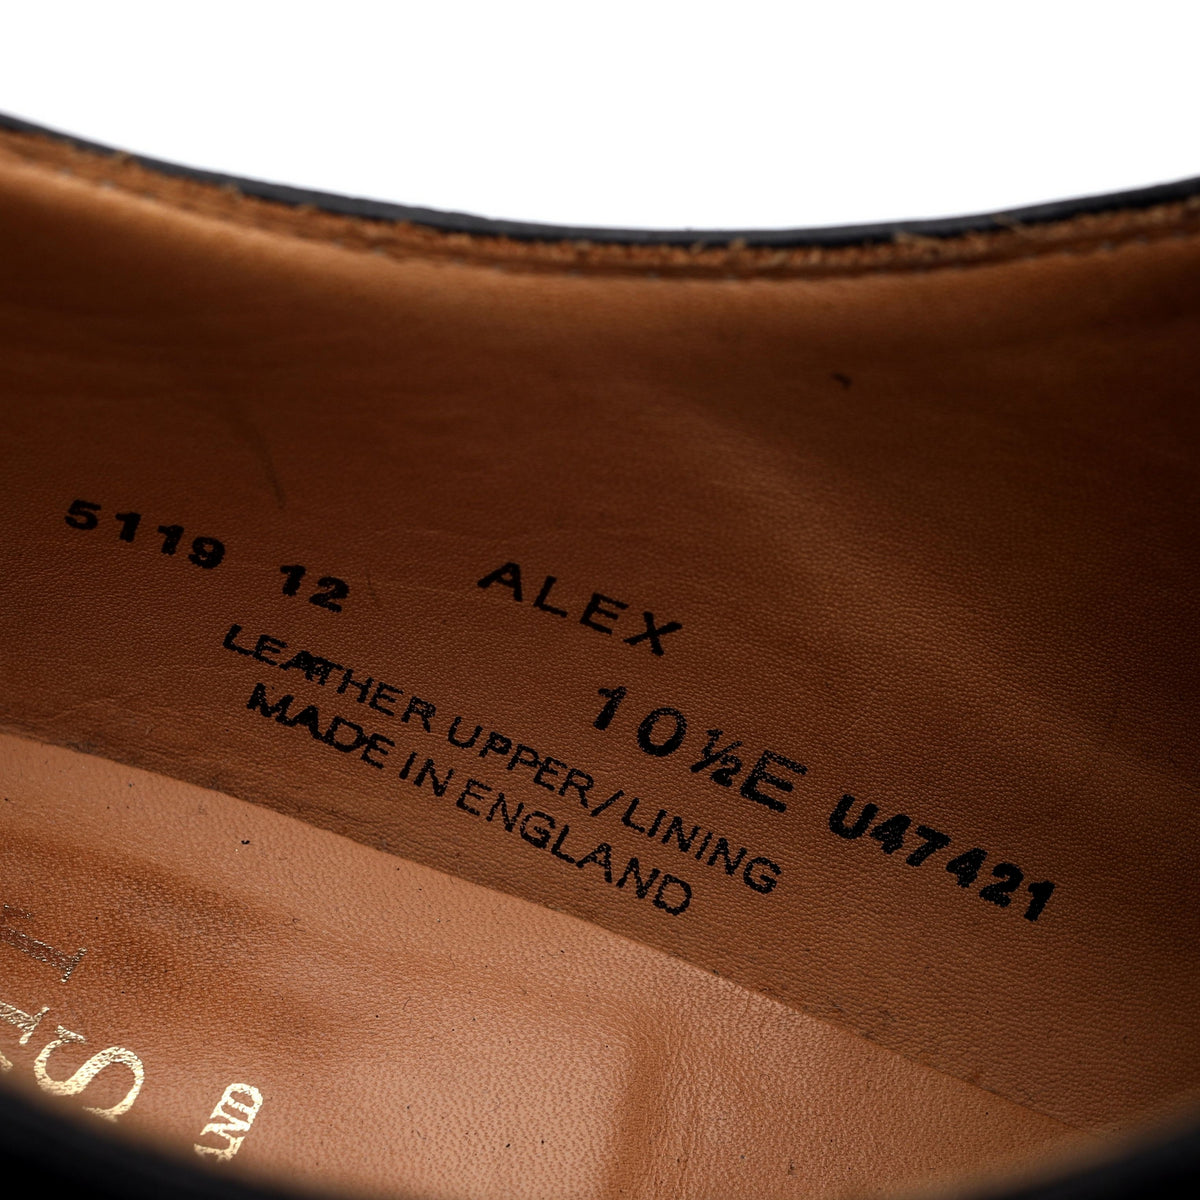 5119 12 ALEX
10½E U47421
LEATHER UPPER/LINING
MADE IN ENGLAND